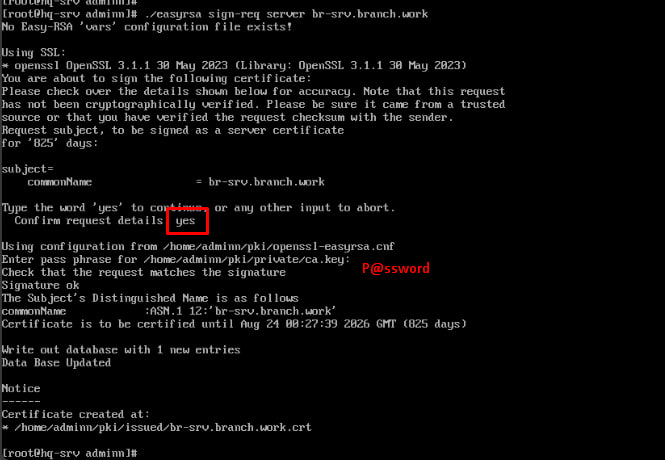 [root@hq-srv adminn]#
[root@hq-srv adminn]# ./easyrsa sign-req server br-srv.branch.work
No Easy-RSA 'vars' configuration file exists!
Using SSL:
* openssl OpenSSL 3.1.1 30 May 2023 (Library: OpenSSL 3.1.1 30 May 2023)
You are about to sign the following certificate:
Please check over the details shown below for accuracy. Note that this request
has not been cryptographically verified. Please be sure it came from a trusted
source or that you have verified the request checksum with the sender.
Request subject, to be signed as a server certificate
for '825' days:
subject=
commonName = br-srv.branch.work
Type the word 'yes' to continue, or any other input to abort.
Confirm request details yes
Using configuration from /home/adminn/pki/openssl-easyrsa.cnf
Enter pass phrase for /home/adminn/pki/private/ca.key: P@ssword
Check that the request matches the signature
Signature ok
The Subject's Distinguished Name is as follows
commonName :ASN.1 12:'br-srv.branch.work'
Certificate is to be certified until Aug 24 00:27:39 2026 GMT (825 days)
Write out database with 1 new entries
Data Base Updated
Notice
------
Certificate created at:
* /home/adminn/pki/issued/br-srv.branch.work.crt
[root@hq-srv adminn]#